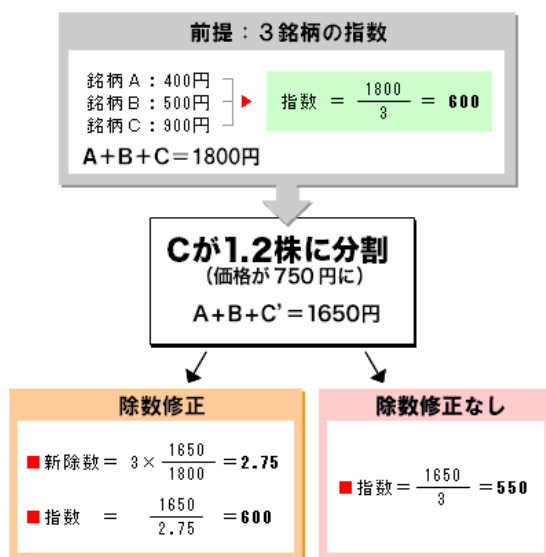 前提：３銘柄の指数
銘柄Ａ：400円
銘柄Ｂ：500円
銘柄Ｃ：900円
指数 ＝ 1800/3 ＝ 600
A＋B＋C＝1800円
Cが1.2株に分割
（価格が750円に）
A＋B＋C’＝1650円
除数修正
■新除数＝ 3×1650/1800＝2.75
■指数 ＝ 1650/2.75 ＝600
除数修正なし
■指数＝1650/3＝550